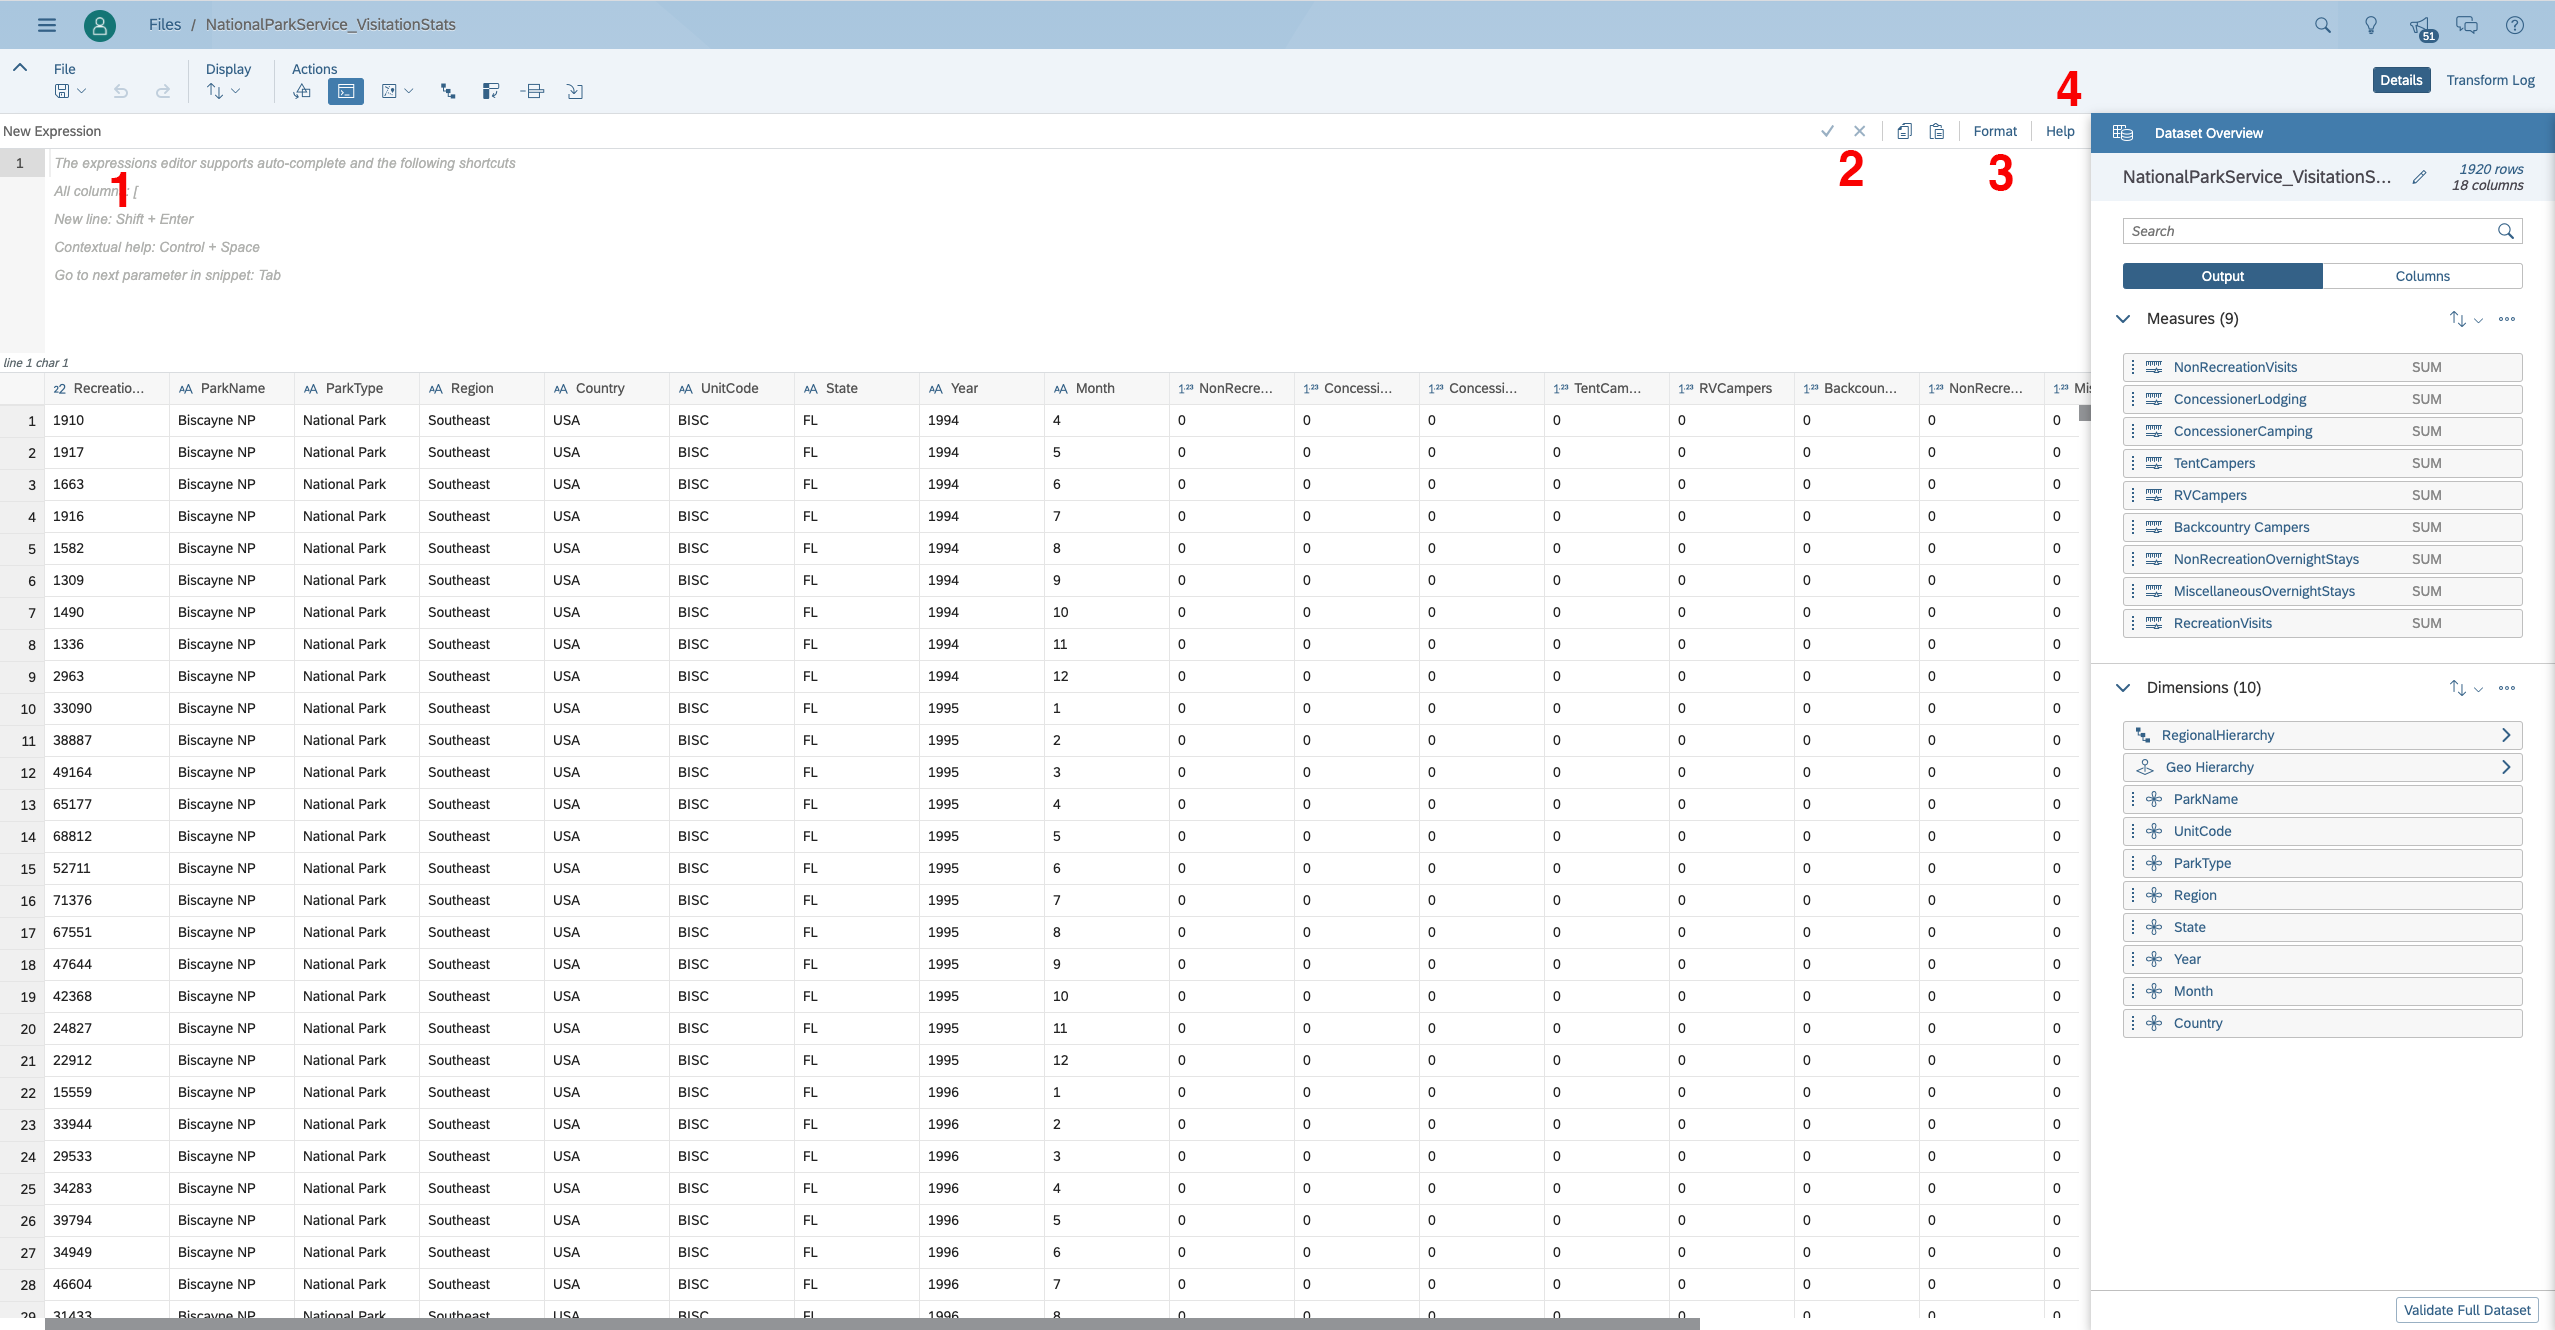 Files / NationalParkService_VisitationStats
51
File Display Actions
Details Transform Log
4
New Expression
Format Help
2 3
1 The expressions editor supports auto-complete and the following shortcuts
All columns: [
1
New line: Shift + Enter
Contextual help: Control + Space
Go to next parameter in snippet: Tab
line 1 char 1
22 Recreatio... AA ParkName AA ParkType AA Region AA Country AA UnitCode AA State AA Year AA Month 1.23 NonRecre... 1.23 Concessi... 1.23 Concessi... 1.23 TentCam... 1.23 RVCampers 1.23 Backcoun... 1.23 NonRecre... 1.23 Mis
1 1910 Biscayne NP National Park Southeast USA BISC FL 1994 4 0 0 0 0 0 0 0 0
2 1917 Biscayne NP National Park Southeast USA BISC FL 1994 5 0 0 0 0 0 0 0 0
3 1663 Biscayne NP National Park Southeast USA BISC FL 1994 6 0 0 0 0 0 0 0 0
4 1916 Biscayne NP National Park Southeast USA BISC FL 1994 7 0 0 0 0 0 0 0 0
5 1582 Biscayne NP National Park Southeast USA BISC FL 1994 8 0 0 0 0 0 0 0 0
6 1309 Biscayne NP National Park Southeast USA BISC FL 1994 9 0 0 0 0 0 0 0 0
7 1490 Biscayne NP National Park Southeast USA BISC FL 1994 10 0 0 0 0 0 0 0 0
8 1336 Biscayne NP National Park Southeast USA BISC FL 1994 11 0 0 0 0 0 0 0 0
9 2963 Biscayne NP National Park Southeast USA BISC FL 1994 12 0 0 0 0 0 0 0 0
10 33090 Biscayne NP National Park Southeast USA BISC FL 1995 1 0 0 0 0 0 0 0 0
11 38887 Biscayne NP National Park Southeast USA BISC FL 1995 2 0 0 0 0 0 0 0 0
12 49164 Biscayne NP National Park Southeast USA BISC FL 1995 3 0 0 0 0 0 0 0 0
13 65177 Biscayne NP National Park Southeast USA BISC FL 1995 4 0 0 0 0 0 0 0 0
14 68812 Biscayne NP National Park Southeast USA BISC FL 1995 5 0 0 0 0 0 0 0 0
15 52711 Biscayne NP National Park Southeast USA BISC FL 1995 6 0 0 0 0 0 0 0 0
16 71376 Biscayne NP National Park Southeast USA BISC FL 1995 7 0 0 0 0 0 0 0 0
17 67551 Biscayne NP National Park Southeast USA BISC FL 1995 8 0 0 0 0 0 0 0 0
18 47644 Biscayne NP National Park Southeast USA BISC FL 1995 9 0 0 0 0 0 0 0 0
19 42368 Biscayne NP National Park Southeast USA BISC FL 1995 10 0 0 0 0 0 0 0 0
20 24827 Biscayne NP National Park Southeast USA BISC FL 1995 11 0 0 0 0 0 0 0 0
21 22912 Biscayne NP National Park Southeast USA BISC FL 1995 12 0 0 0 0 0 0 0 0
22 15559 Biscayne NP National Park Southeast USA BISC FL 1996 1 0 0 0 0 0 0 0 0
23 33944 Biscayne NP National Park Southeast USA BISC FL 1996 2 0 0 0 0 0 0 0 0
24 29533 Biscayne NP National Park Southeast USA BISC FL 1996 3 0 0 0 0 0 0 0 0
25 34283 Biscayne NP National Park Southeast USA BISC FL 1996 4 0 0 0 0 0 0 0 0
26 39794 Biscayne NP National Park Southeast USA BISC FL 1996 5 0 0 0 0 0 0 0 0
27 34949 Biscayne NP National Park Southeast USA BISC FL 1996 6 0 0 0 0 0 0 0 0
28 46604 Biscayne NP National Park Southeast USA BISC FL 1996 7 0 0 0 0 0 0 0 0
29 31433 Biscayne NP National Park Southeast USA BISC FL 1996 8 0 0 0 0 0 0 0 0
Dataset Overview
NationalParkService_VisitationS...
1920 rows
18 columns
Search
Output Columns
Measures (9)
NonRecreationVisits SUM
ConcessionerLodging SUM
ConcessionerCamping SUM
TentCampers SUM
RVCampers SUM
Backcountry Campers SUM
NonRecreationOvernightStays SUM
MiscellaneousOvernightStays SUM
RecreationVisits SUM
Dimensions (10)
RegionalHierarchy
Geo Hierarchy
ParkName
UnitCode
ParkType
Region
State
Year
Month
Country
Validate Full Dataset